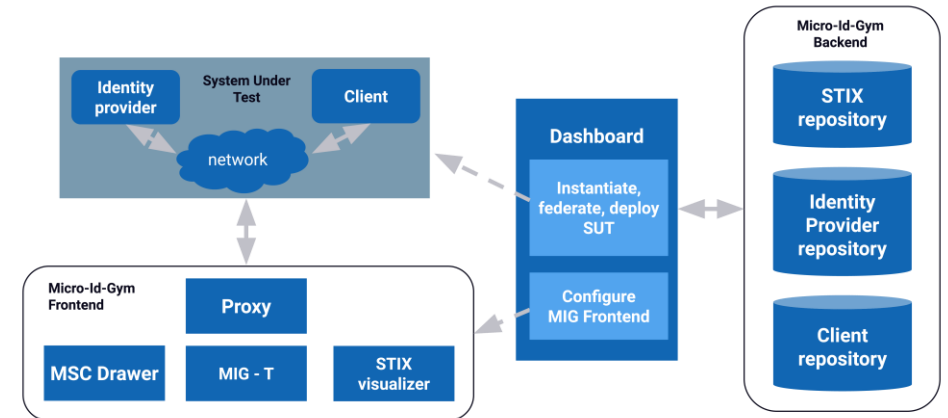 System Under
Test
Identity
provider
Client
network
Micro-Id-Gym
Frontend
Proxy
MSC Drawer
MIG - T
STIX
visualizer
Dashboard
Instantiate,
federate, deploy
SUT
Configure
MIG Frontend
Micro-Id-Gym
Backend
STIX
repository
Identity
Provider
repository
Client
repository